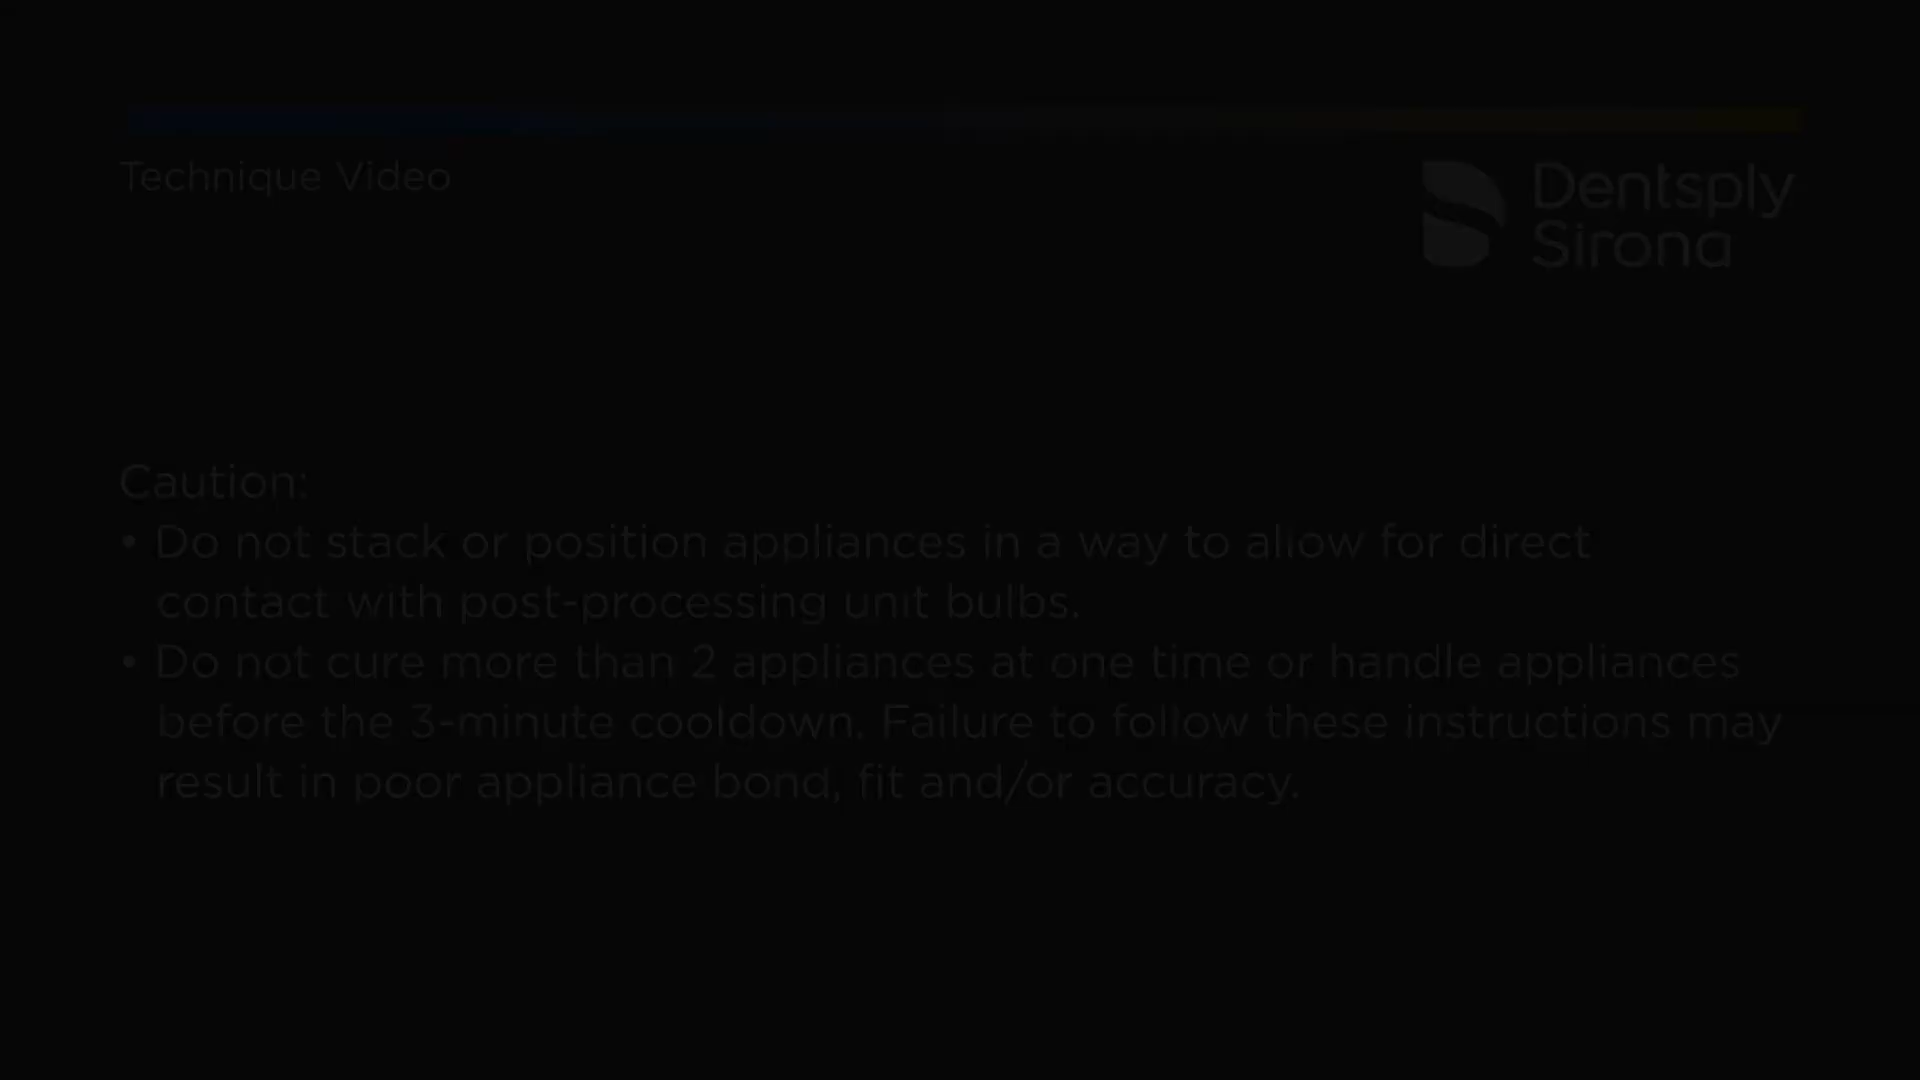 Technique Video
Dentsply
Sirona
Caution:
• Do not stack or position appliances in a way to allow for direct
contact with post-processing unit bulbs.
• Do not cure more than 2 appliances at one time or handle appliances
before the 3-minute cooldown. Failure to follow these instructions may
result in poor appliance bond, fit and/or accuracy.